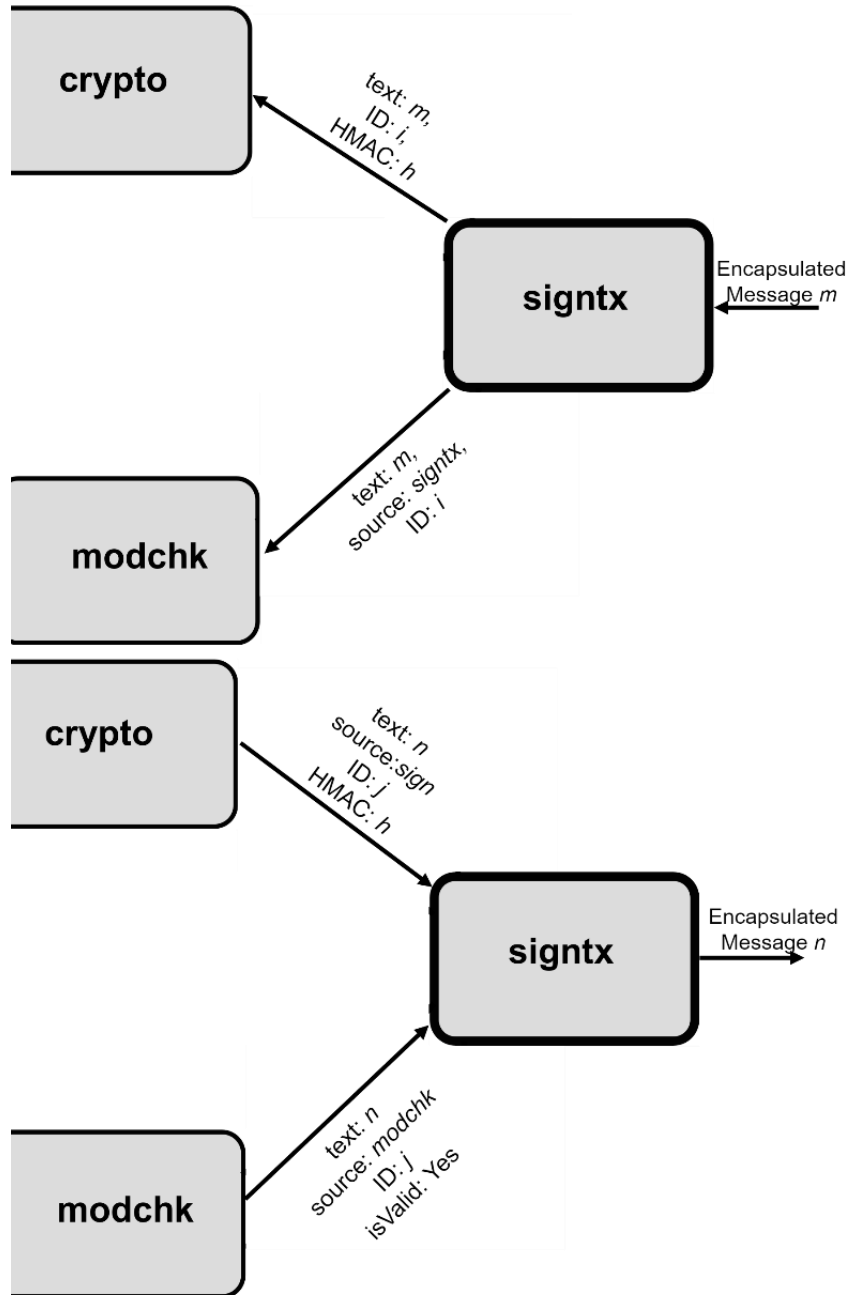 crypto
text: m,
ID: i,
HMAC: h
signtx
Encapsulated
Message m
text: m,
source: signtx,
ID: i
modchk
crypto
text: n
source:sign
ID: j
HMAC: h
signtx
Encapsulated
Message n
text: n
source: modchk
ID: j
isValid: Yes
modchk